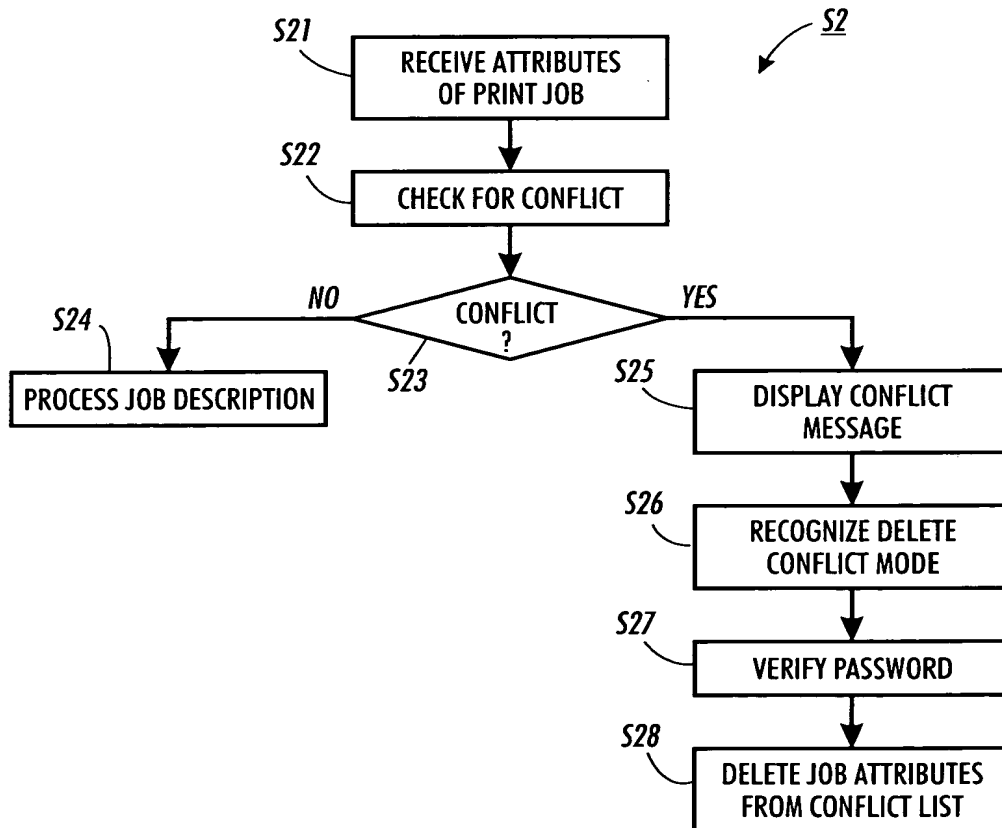 S2
S21
RECEIVE ATTRIBUTES
OF PRINT JOB
S22
CHECK FOR CONFLICT
NO
CONFLICT
?
YES
S23
S24
PROCESS JOB DESCRIPTION
S25
DISPLAY CONFLICT
MESSAGE
S26
RECOGNIZE DELETE
CONFLICT MODE
S27
VERIFY PASSWORD
S28
DELETE JOB ATTRIBUTES
FROM CONFLICT LIST